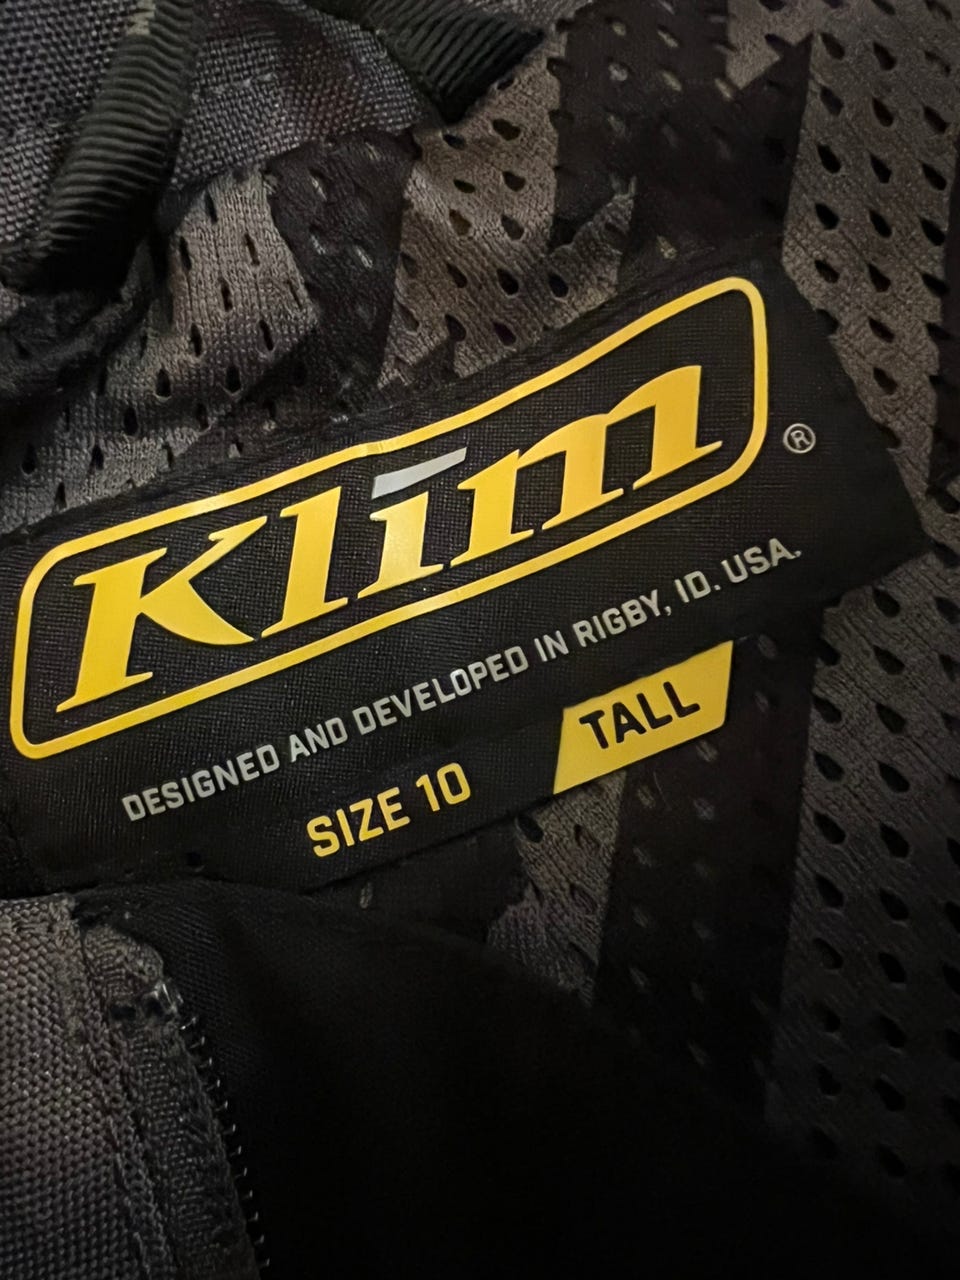 Klim®
DESIGNED AND DEVELOPED IN RIGBY, ID. USA.
SIZE 10 TALL